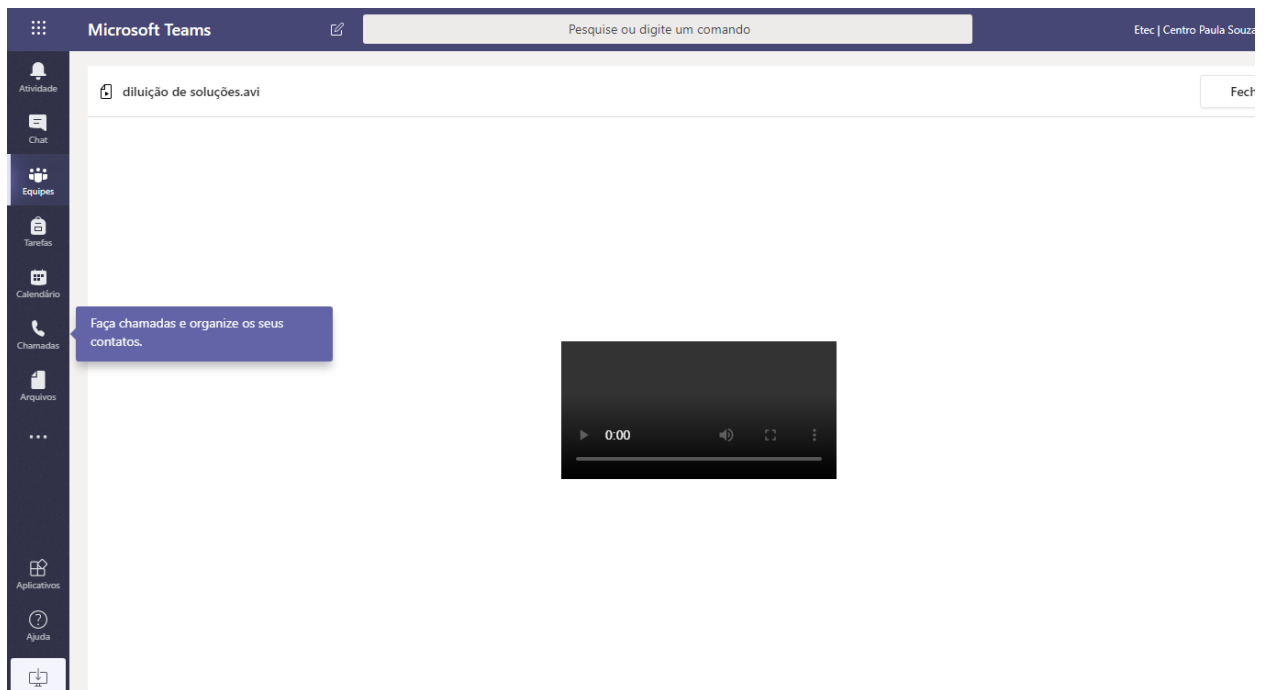 Microsoft Teams
Pesquise ou digite um comando
Etec | Centro Paula Souza
Atividade
diluição de soluções.avi
Fech
Chat
Equipes
Tarefas
Calendário
Chamadas
Faça chamadas e organize os seus
contatos.
Arquivos
0:00
Aplicativos
Ajuda